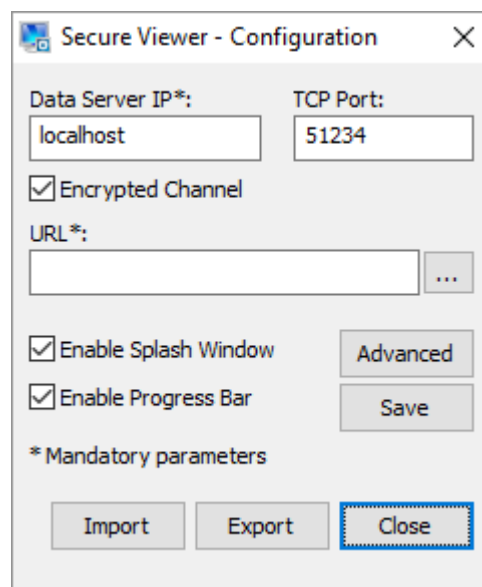 Secure Viewer - Configuration
Data Server IP*: TCP Port:
localhost 51234
Encrypted Channel
URL*:
...
Enable Splash Window Advanced
Enable Progress Bar Save
* Mandatory parameters
Import Export Close